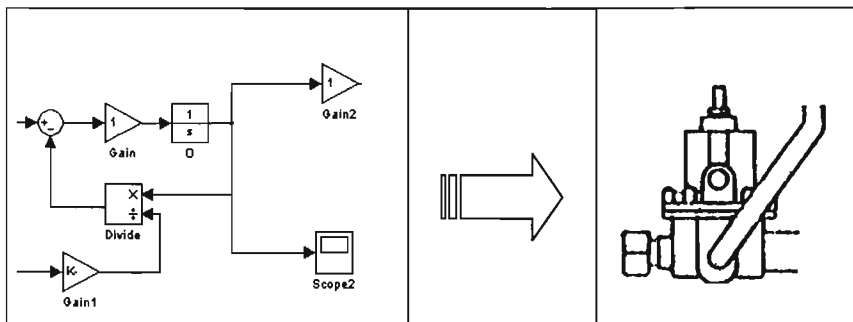 1
Gain2
+
−
1
Gain
1
s
O
×
÷
Divide
K-
Gain1
Scope2